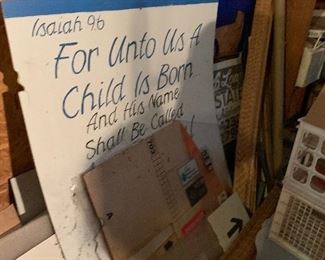 Isaiah 9:6
For Unto Us A
Child Is Born
And His Name
Shall Be Called